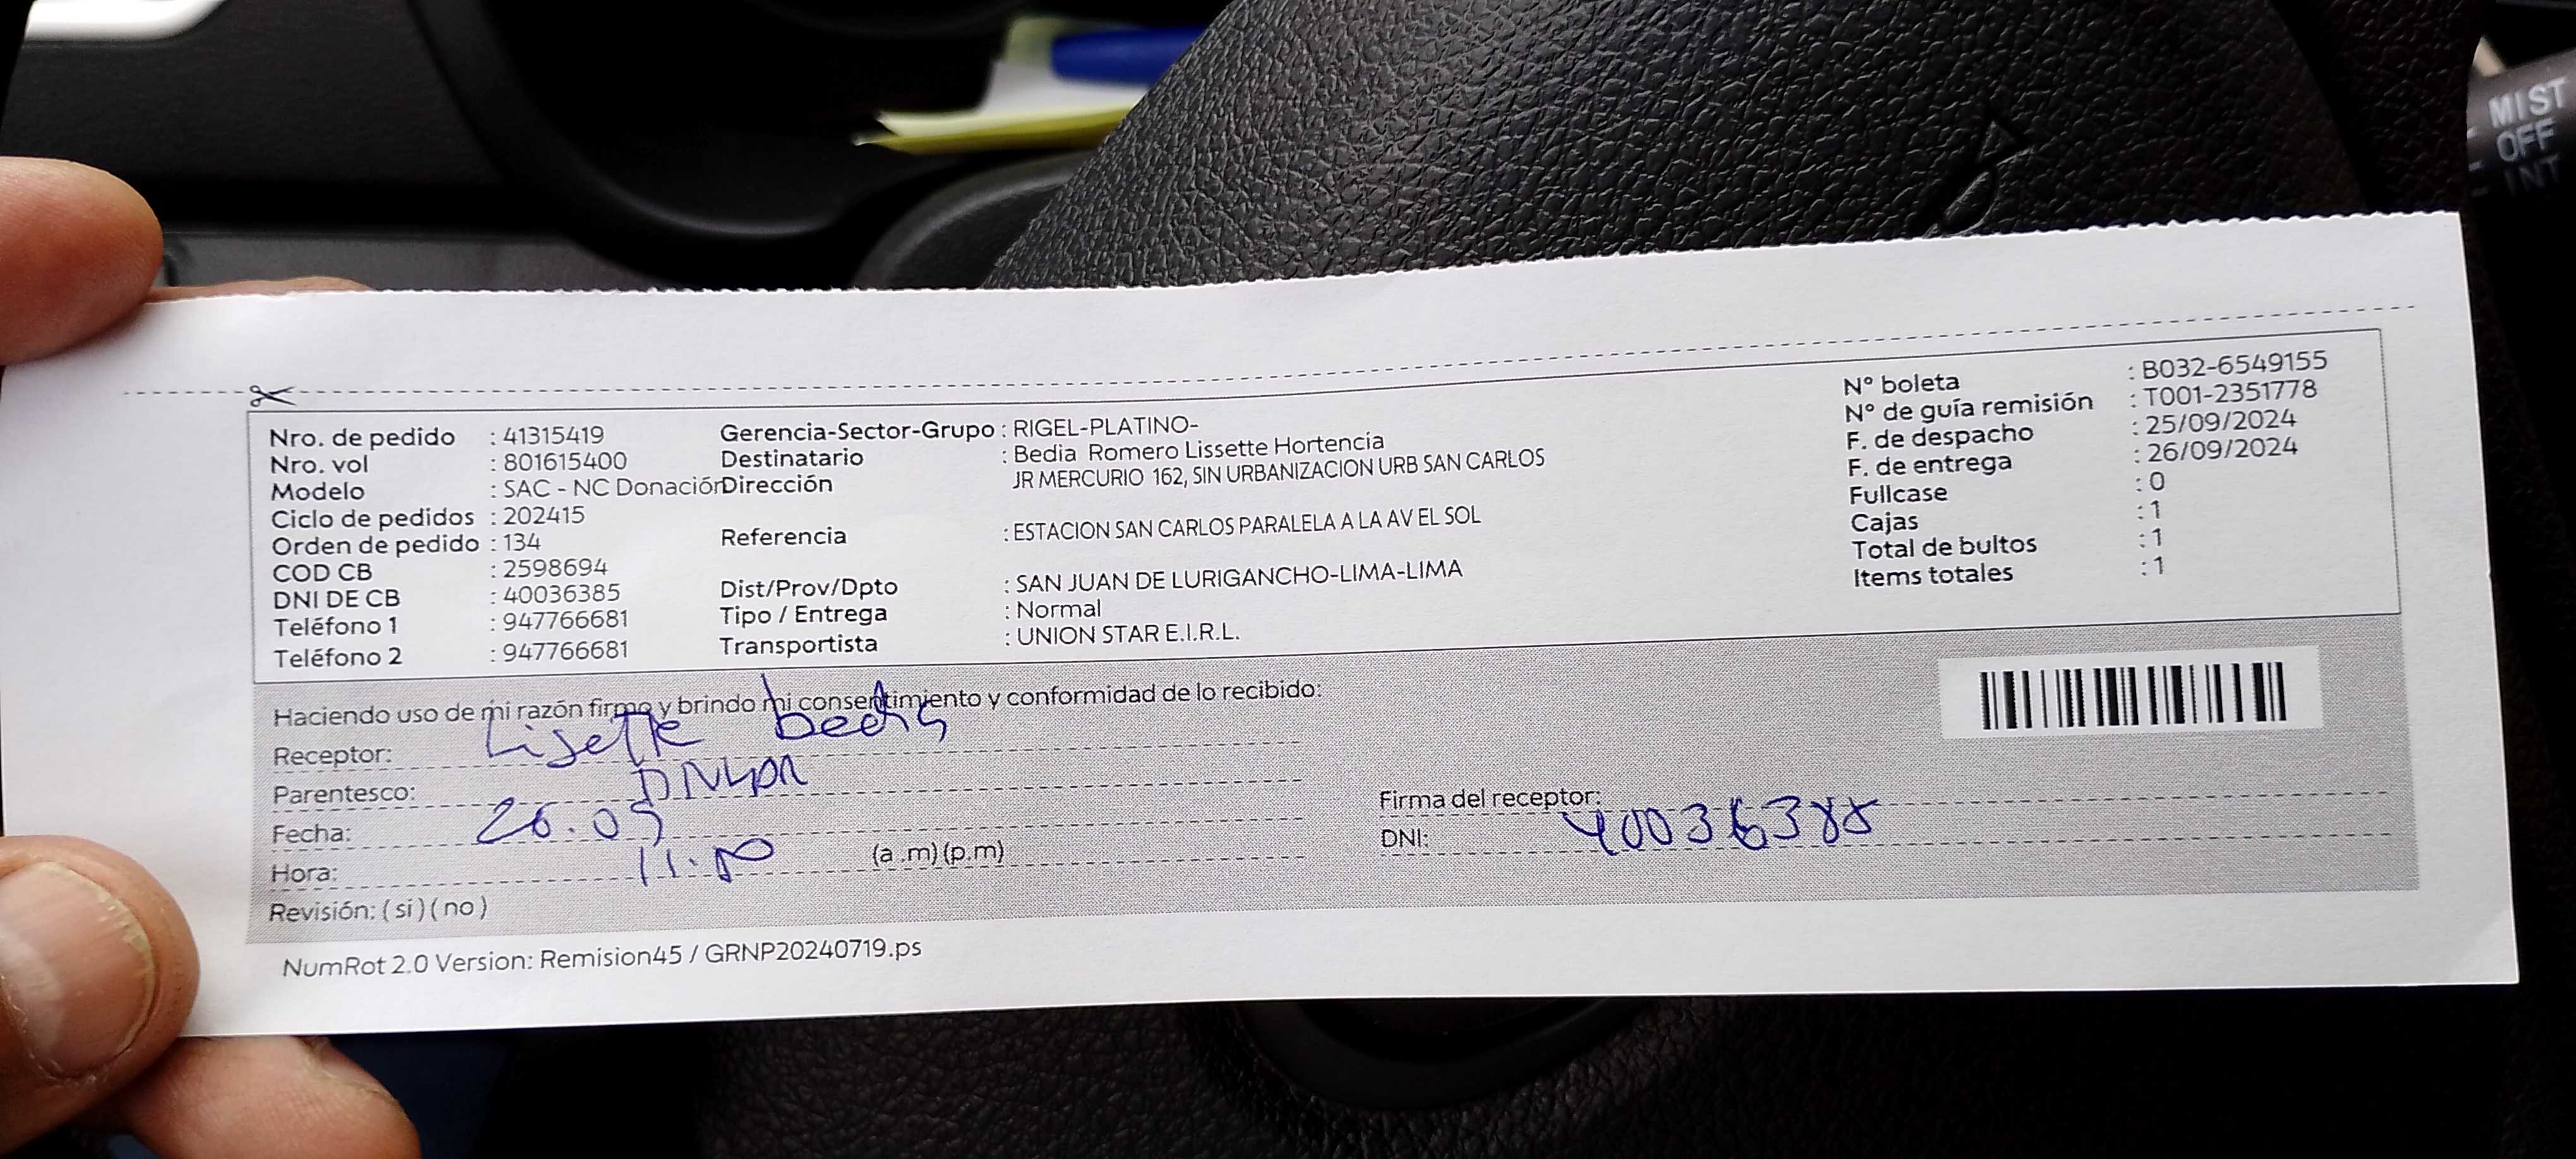 MIST
OFF
INT
Nro. de pedido : 41315419
Nro. vol : 801615400
Modelo : SAC - NC Donación
Ciclo de pedidos : 202415
Orden de pedido : 134
COD CB : 2598694
DNI DE CB : 40036385
Teléfono 1 : 947766681
Teléfono 2 : 947766681
Gerencia-Sector-Grupo : RIGEL-PLATINO-
Destinatario : Bedia Romero Lissette Hortencía
Dirección JR MERCURIO 162, SIN URBANIZACION URB SAN CARLOS
Referencia : ESTACION SAN CARLOS PARALELA A LA AV EL SOL
Dist/Prov/Dpto : SAN JUAN DE LURIGANCHO-LIMA-LIMA
Tipo / Entrega : Normal
Transportista : UNION STAR E.I.R.L.
N° boleta : B032-6549155
N° de guía remisión : T001-2351778
F. de despacho : 25/09/2024
F. de entrega : 26/09/2024
Fullcase : 0
Cajas : 1
Total de bultos : 1
Items totales : 1
Haciendo uso de mi razón firmo y brindo mi consentimiento y conformidad de lo recibido:
Receptor: Lisette
Parentesco:
Fecha: 26.09
Hora: 11:00 (a .m) (p.m)
Revisión: ( si ) ( no )
Firma del receptor:
DNI:
NumRot 2.0 Version: Remision45 / GRNP20240719.ps